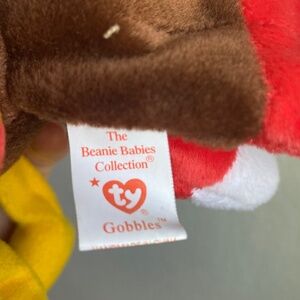 The
Beanie Babies
Collection®
ty®
Gobbles™